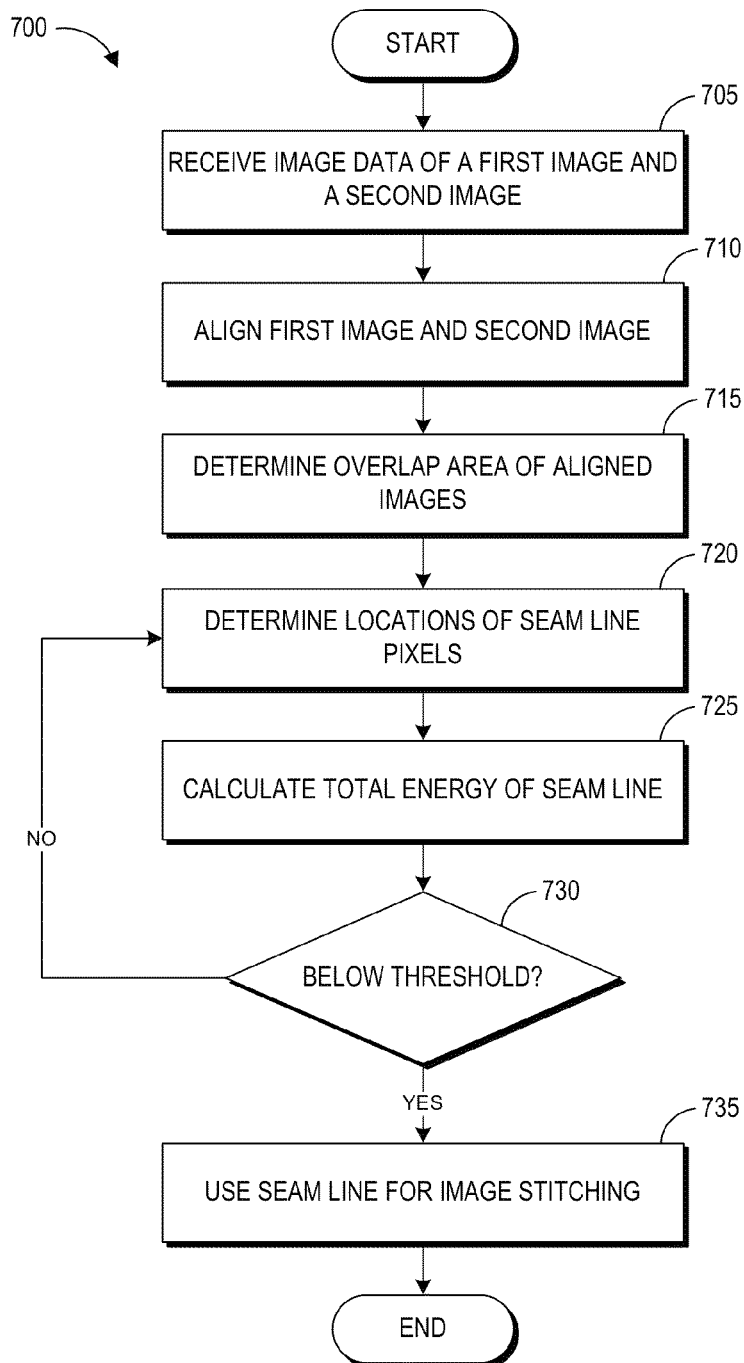 700
START
705
RECEIVE IMAGE DATA OF A FIRST IMAGE AND
A SECOND IMAGE
710
ALIGN FIRST IMAGE AND SECOND IMAGE
715
DETERMINE OVERLAP AREA OF ALIGNED
IMAGES
720
DETERMINE LOCATIONS OF SEAM LINE
PIXELS
725
CALCULATE TOTAL ENERGY OF SEAM LINE
NO
730
BELOW THRESHOLD?
YES
735
USE SEAM LINE FOR IMAGE STITCHING
END